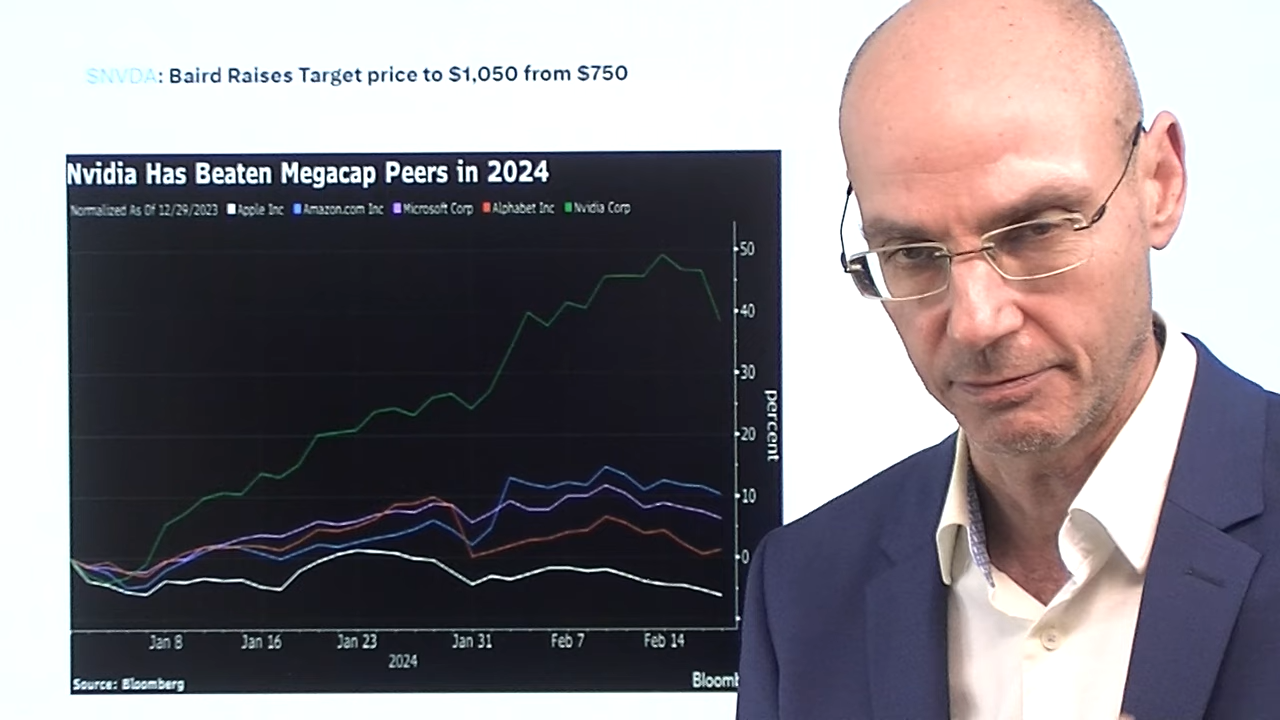 $NVDA: Baird Raises Target price to $1,050 from $750
Nvidia Has Beaten Megacap Peers in 2024
Normalized As Of 12/29/2023 Apple Inc Amazon.com Inc Microsoft Corp Alphabet Inc Nvidia Corp
50
40
30
20
10
0
percent
Jan 8 Jan 16 Jan 23 Jan 31 Feb 7 Feb 14
2024
Source: Bloomberg
Bloomb